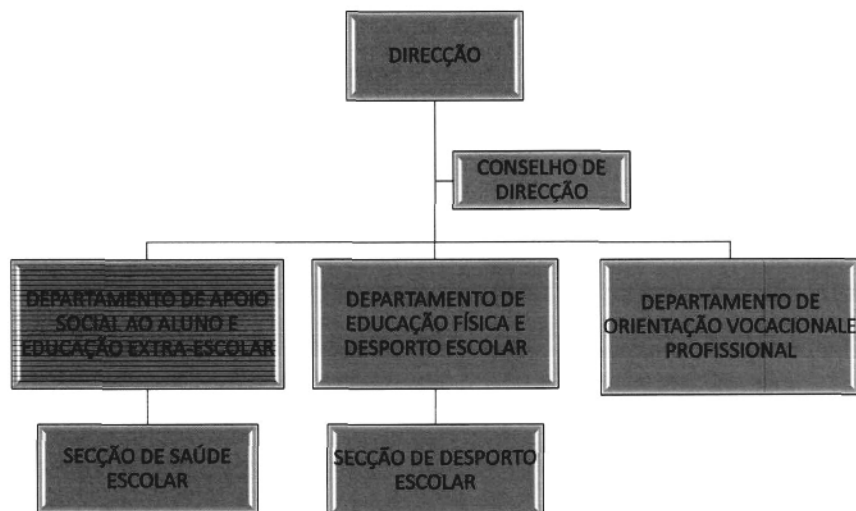 DIRECÇÃO
CONSELHO DE
DIRECÇÃO
DEPARTAMENTO DE APOIO
SOCIAL AO ALUNO E
EDUCAÇÃO EXTRA-ESCOLAR
DEPARTAMENTO DE
EDUCAÇÃO FÍSICA E
DESPORTO ESCOLAR
DEPARTAMENTO DE
ORIENTAÇÃO VOCACIONALE
PROFISSIONAL
SECÇÃO DE SAÚDE
ESCOLAR
SECÇÃO DE DESPORTO
ESCOLAR